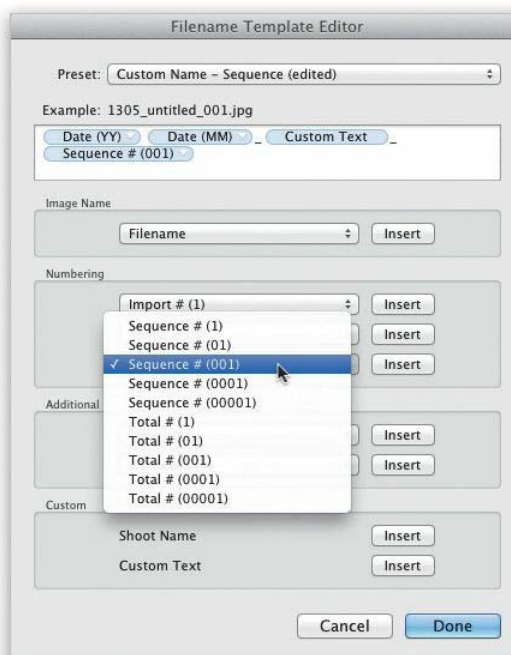 Filename Template Editor
Preset: Custom Name – Sequence (edited)
Example: 1305_untitled_001.jpg
Date (YY) Date (MM) _ Custom Text _
Sequence # (001)
Image Name
Filename Insert
Numbering
Import # (1) Insert
Sequence # (1) Insert
Sequence # (01)
✓ Sequence # (001) Insert
Sequence # (0001)
Sequence # (00001)
Additional
Total # (1)
Total # (01) Insert
Total # (001) Insert
Total # (0001)
Total # (00001)
Custom
Shoot Name Insert
Custom Text Insert
Cancel Done